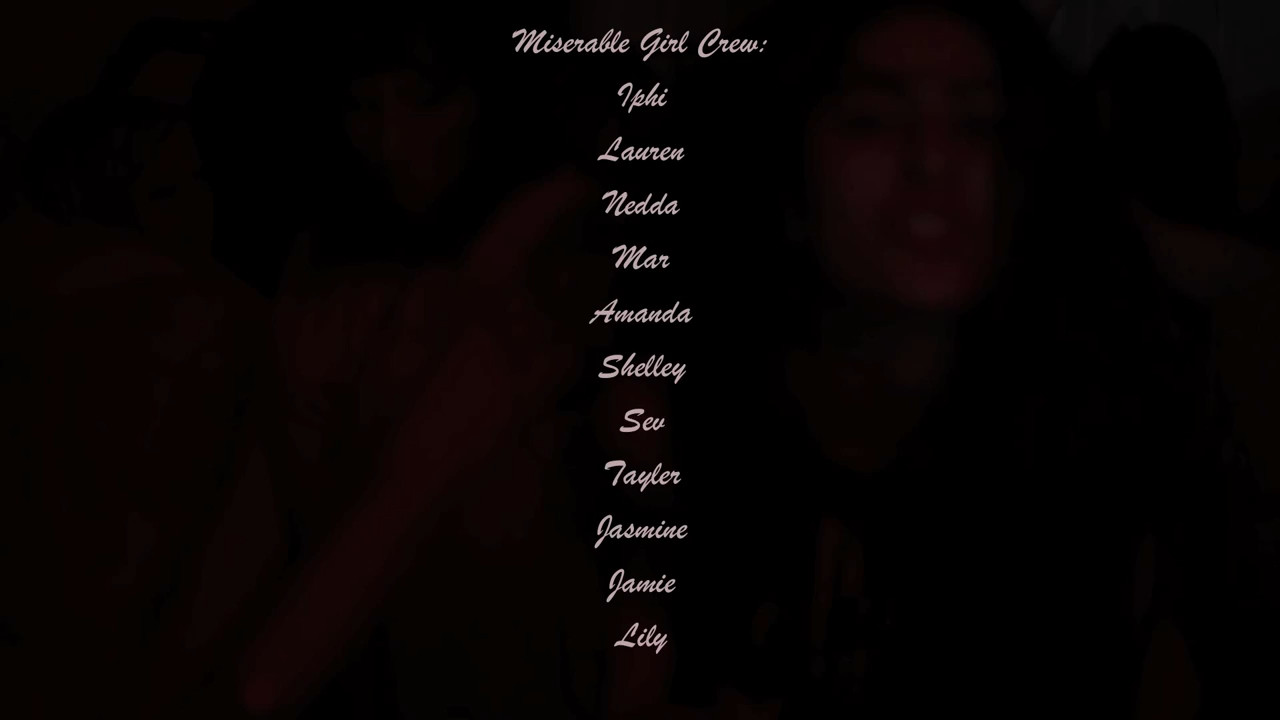 Miserable Girl Crew:
Iphi
Lauren
Nedda
Mar
Amanda
Shelley
Sev
Tayler
Jasmine
Jamie
Lily